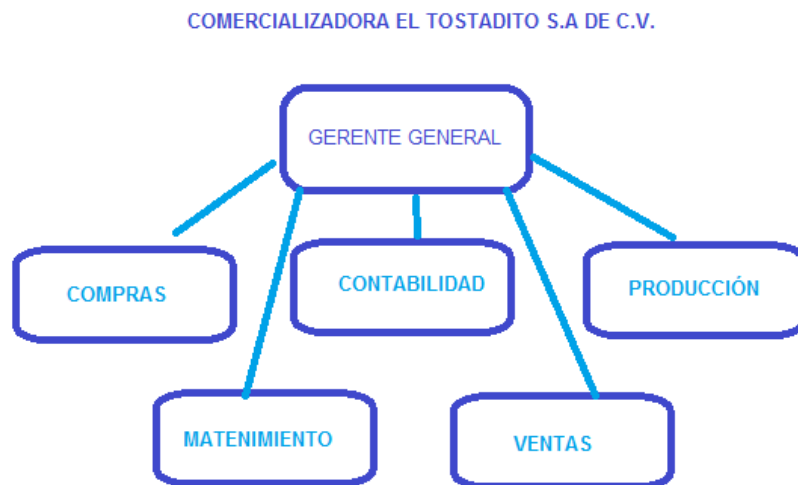 COMERCIALIZADORA EL TOSTADITO S.A DE C.V.
GERENTE GENERAL
COMPRAS
CONTABILIDAD
PRODUCCIÓN
MATENIMIENTO
VENTAS